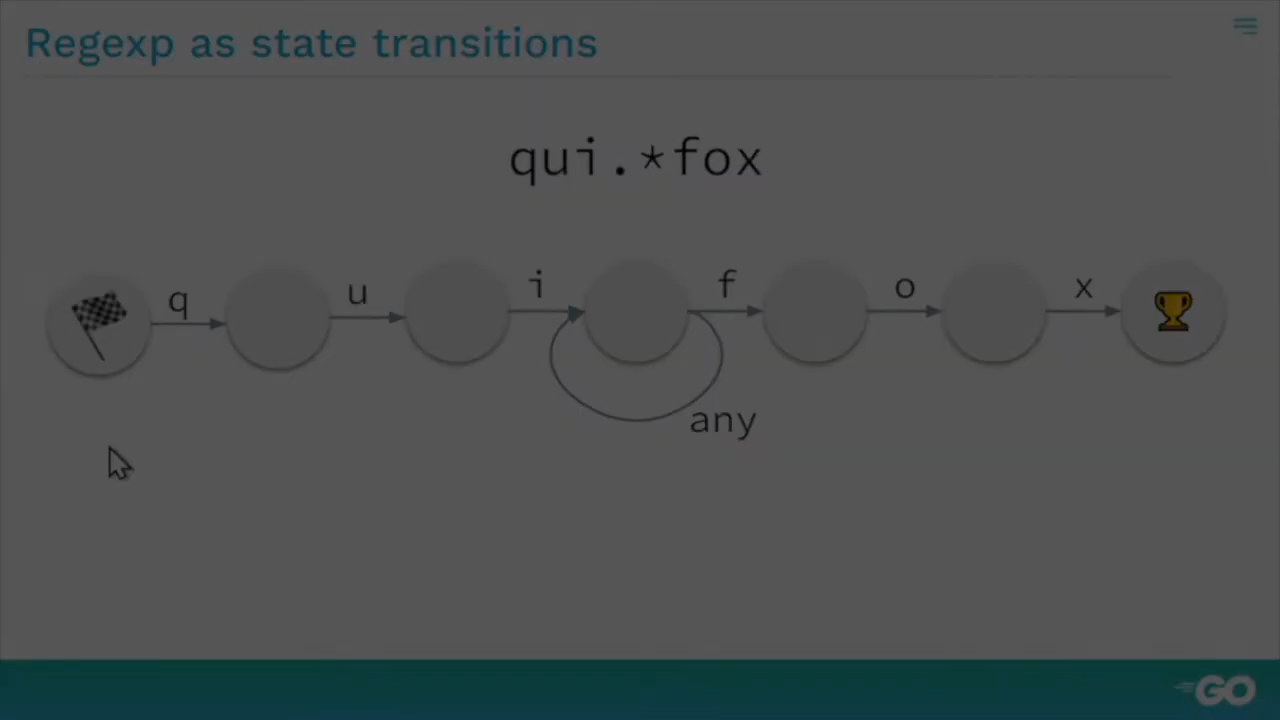 Regexp as state transitions
qui.*fox
q u i f o x
any
GO